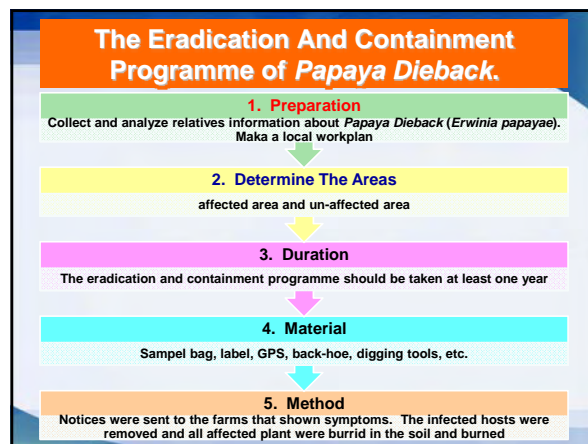 The Eradication And Containment
Programme of Papaya Dieback.
1. Preparation
Collect and analyze relatives information about Papaya Dieback (Erwinia papayae).
Maka a local workplan
2. Determine The Areas
affected area and un-affected area
3. Duration
The eradication and containment programme should be taken at least one year
4. Material
Sampel bag, label, GPS, back-hoe, digging tools, etc.
5. Method
Notices were sent to the farms that shown symptoms. The infected hosts were
removed and all affected plant were burrid in the soil and burned